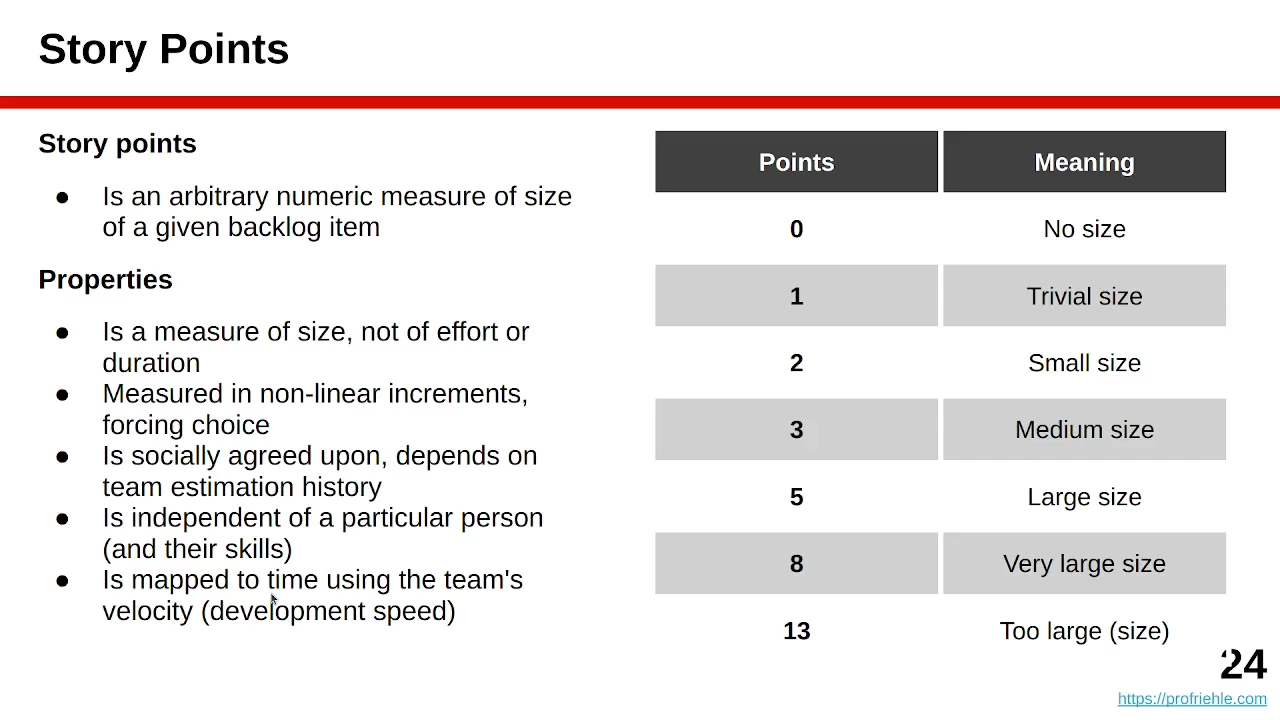 Story Points
Story points
● Is an arbitrary numeric measure of size
of a given backlog item
Properties
● Is a measure of size, not of effort or
duration
● Measured in non-linear increments,
forcing choice
● Is socially agreed upon, depends on
team estimation history
● Is independent of a particular person
(and their skills)
● Is mapped to time using the team's
velocity (development speed)
Points Meaning
0 No size
1 Trivial size
2 Small size
3 Medium size
5 Large size
8 Very large size
13 Too large (size)
24
https://profriehle.com